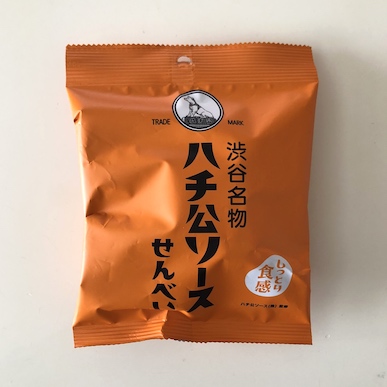 TRADE MARK
渋谷名物
ハチ公ソース
せんべい
しっとり
食感